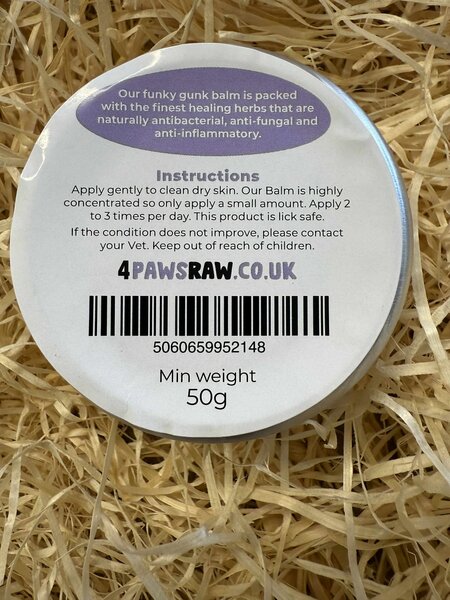 Our funky gunk balm is packed
with the finest healing herbs that are
naturally antibacterial, anti-fungal and
anti-inflammatory.
Instructions
Apply gently to clean dry skin. Our Balm is highly
concentrated so only apply a small amount. Apply 2
to 3 times per day. This product is lick safe.
If the condition does not improve, please contact
your Vet. Keep out of reach of children.
4PAWSRAW.CO.UK
5060659952148
Min weight
50g